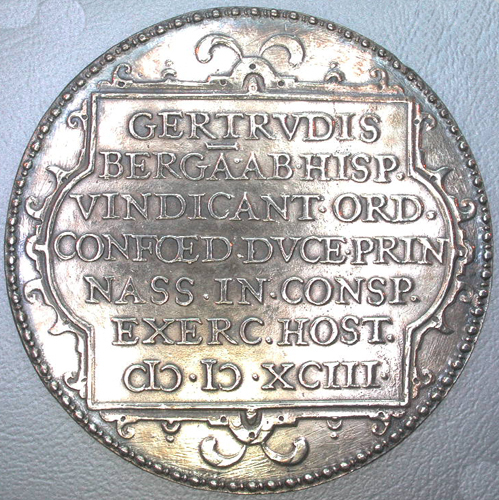 GERTRVDIS
BERGA·AB HISP.
VINDICANT·ORD.
CONFŒD·DVCE·PRIN
NASS.IN·CONSP.
EXERC.HOST.
CIƆ·IƆ·XCIII·